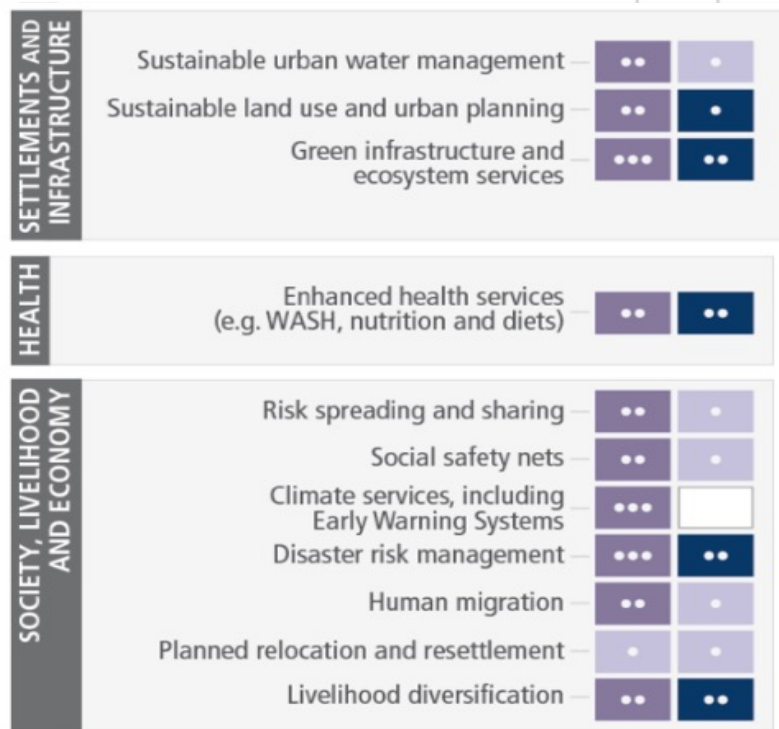 SETTLEMENTS AND
INFRASTRUCTURE
Sustainable urban water management
Sustainable land use and urban planning
Green infrastructure and
ecosystem services
HEALTH
Enhanced health services
(e.g. WASH, nutrition and diets)
SOCIETY, LIVELIHOOD
AND ECONOMY
Risk spreading and sharing
Social safety nets
Climate services, including
Early Warning Systems
Disaster risk management
Human migration
Planned relocation and resettlement
Livelihood diversification